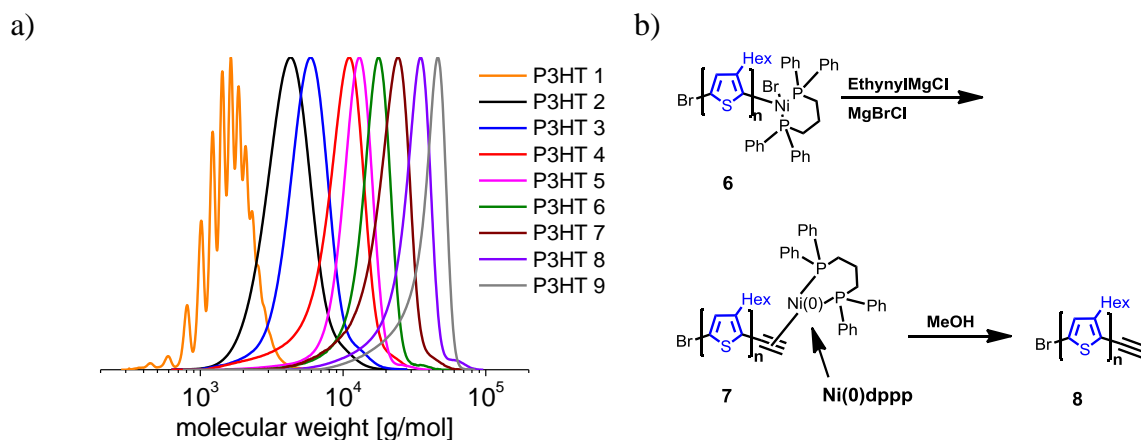 a)
P3HT 1
P3HT 2
P3HT 3
P3HT 4
P3HT 5
P3HT 6
P3HT 7
P3HT 8
P3HT 9
10³ 10⁴ 10⁵
molecular weight [g/mol]
b)
Hex
Ph Ph
Br P
Br S n Ni
P
Ph Ph
EthynylMgCl
MgBrCl
6
Ph
Ph P
Hex
Ni(0) P Ph
Br S n Ph
MeOH
Hex
Br S n
7 Ni(0)dppp 8